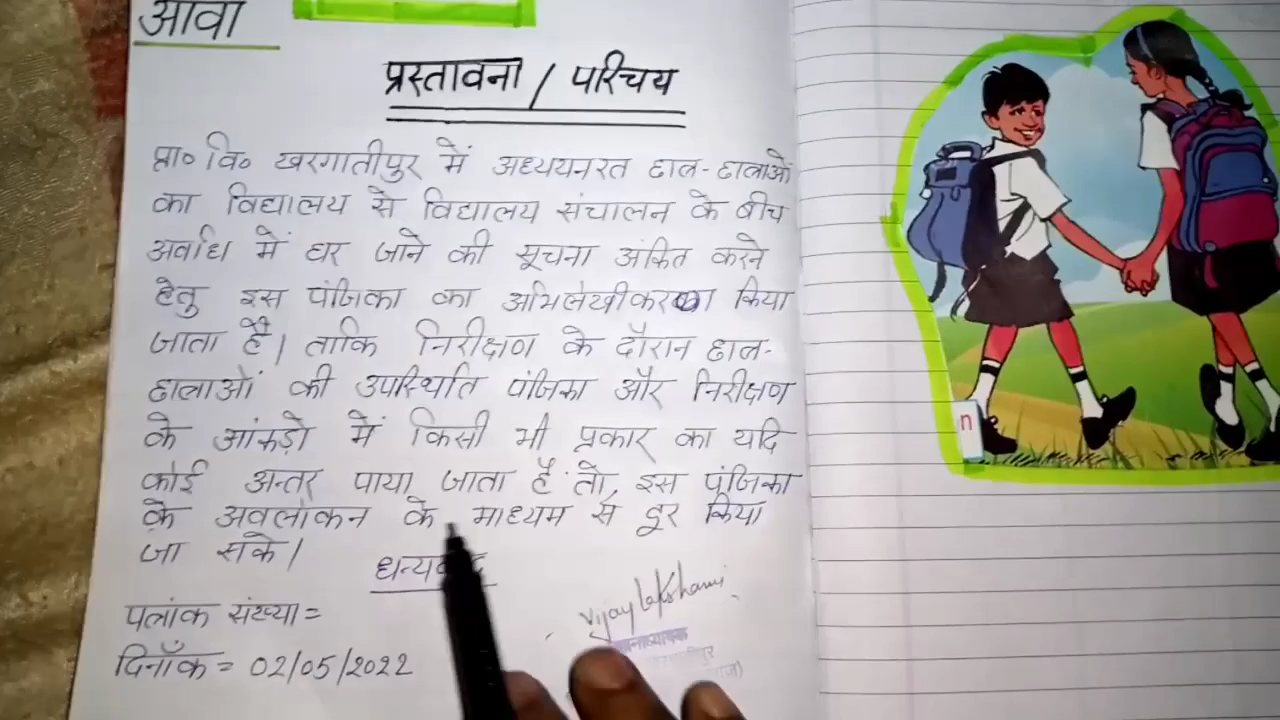 आवा
प्रस्तावना / परिचय
प्रा० वि० खरगातीपुर में अध्ययनरत छात्र-छात्राओं
का विद्यालय से विद्यालय संचालन के बीच
अवधि में घर जाने की सूचना अंकित करने
हेतु इस पंजिका का अभिलेखीकरण किया
जाता है। ताकि निरीक्षण के दौरान छात्र-
छात्राओं की उपस्थिति पंजिका और निरीक्षण
के आंकड़ो में किसी भी प्रकार का यदि
कोई अन्तर पाया जाता है तो इस पंजिका
के अवलोकन के माध्यम से दूर किया
जा सके।
पलांक संख्या =
Vijay lakshami
दिनाँक = 02/05/2022
n